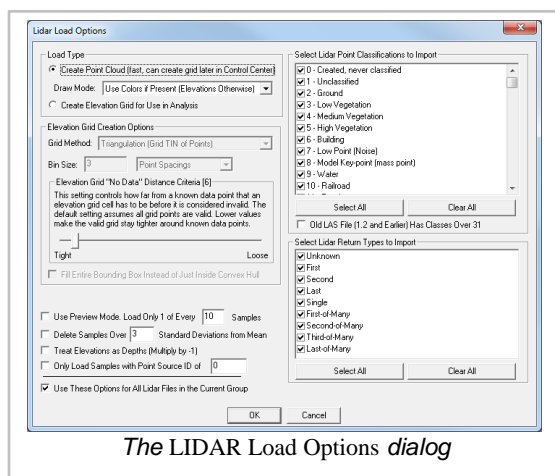 Lidar Load Options
Load Type
Create Point Cloud (fast, can create grid later in Control Center)
Draw Mode: Use Colors if Present (Elevations Otherwise)
Create Elevation Grid for Use in Analysis
Elevation Grid Creation Options
Grid Method: Triangulation (Grid TIN of Points)
Bin Size: 3 Point Spacings
Elevation Grid "No Data" Distance Criteria [6]
This setting controls how far from a known data point that an
elevation grid cell has to be before it is considered invalid. The
default setting assumes all grid points are valid. Lower values
make the valid grid stay tighter around known data points.
Tight Loose
Fill Entire Bounding Box Instead of Just Inside Convex Hull
Use Preview Mode. Load Only 1 of Every 10 Samples
Delete Samples Over 3 Standard Deviations from Mean
Treat Elevations as Depths (Multiply by -1)
Only Load Samples with Point Source ID of 0
Use These Options for All Lidar Files in the Current Group
Select Lidar Point Classifications to Import
0 - Created, never classified
1 - Unclassified
2 - Ground
3 - Low Vegetation
4 - Medium Vegetation
5 - High Vegetation
6 - Building
7 - Low Point (Noise)
8 - Model Key-point (mass point)
9 - Water
10 - Railroad
Select All Clear All
Old LAS File (1.2 and Earlier) Has Classes Over 31
Select Lidar Return Types to Import
Unknown
First
Second
Last
Single
First-of-Many
Second-of-Many
Third-of-Many
Last-of-Many
Select All Clear All
OK Cancel
The LIDAR Load Options dialog